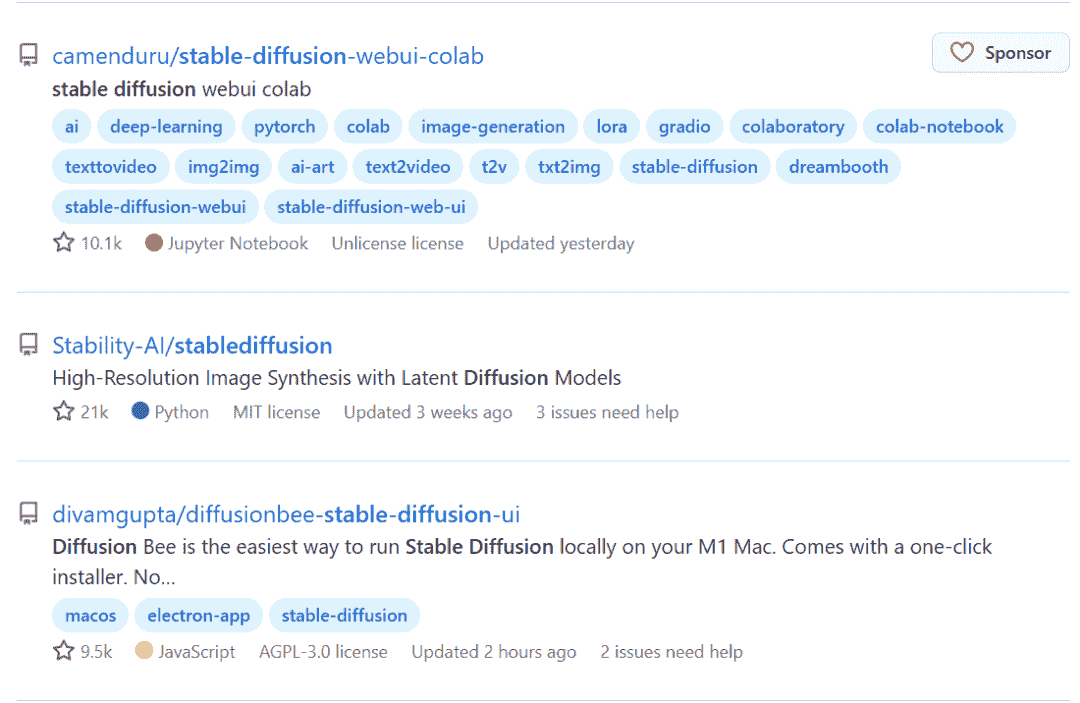 camenduru/stable-diffusion-webui-colab
Sponsor
stable diffusion webui colab
ai deep-learning pytorch colab image-generation lora gradio colaboratory colab-notebook
texttovideo img2img ai-art text2video t2v txt2img stable-diffusion dreambooth
stable-diffusion-webui stable-diffusion-web-ui
10.1k Jupyter Notebook Unlicense license Updated yesterday
Stability-AI/stablediffusion
High-Resolution Image Synthesis with Latent Diffusion Models
21k Python MIT license Updated 3 weeks ago 3 issues need help
divamgupta/diffusionbee-stable-diffusion-ui
Diffusion Bee is the easiest way to run Stable Diffusion locally on your M1 Mac. Comes with a one-click
installer. No...
macos electron-app stable-diffusion
9.5k JavaScript AGPL-3.0 license Updated 2 hours ago 2 issues need help